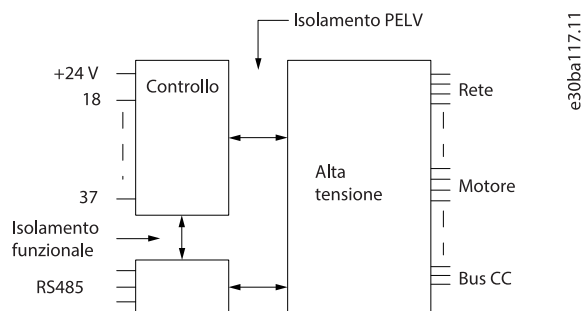 Isolamento PELV
e30ba117.11
+24 V
Controllo
18
Rete
Alta
tensione
Motore
37
Isolamento
funzionale
RS485
Bus CC